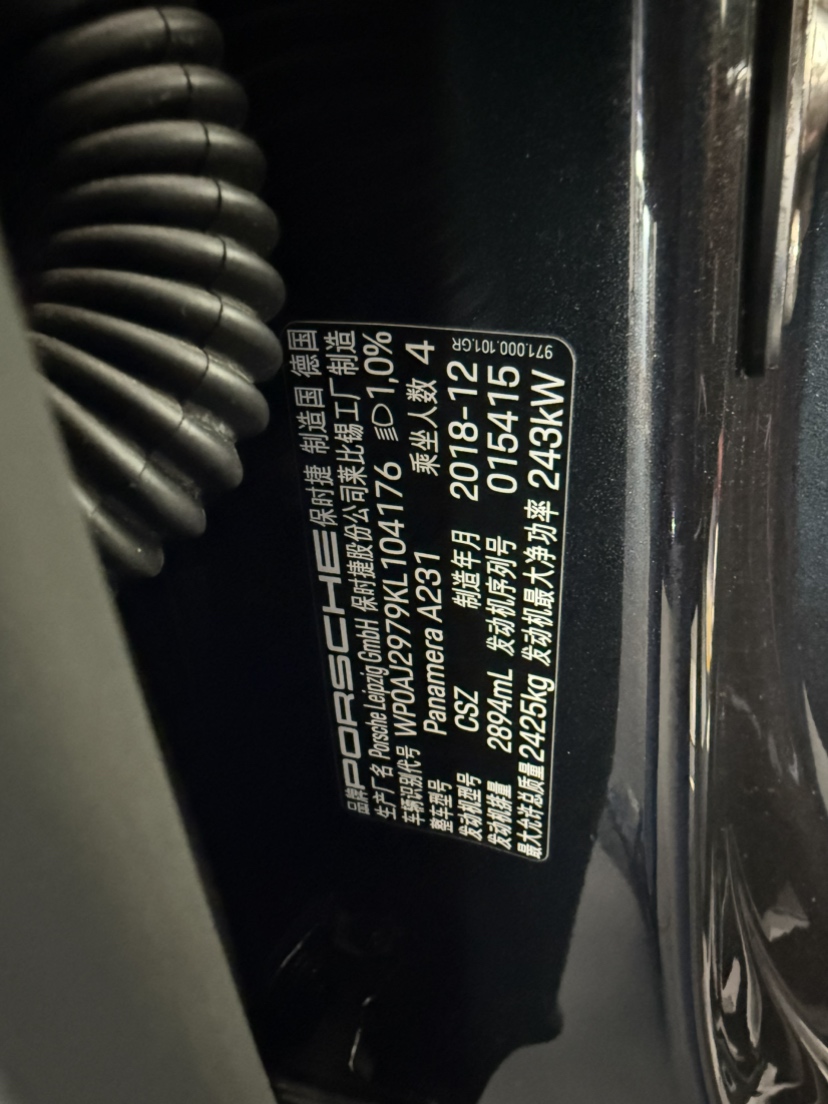 品牌 PORSCHE 保时捷 制造国 德国
生产厂名 Porsche Leipzig GmbH 保时捷股份公司莱比锡工厂 制造
车辆识别代号 WP0AJ2979KL104176 1,0%
整车型号 Panamera A231 乘坐人数 4
发动机型号 CSZ 制造年月 2018-12
发动机排量 2894mL 发动机序列号 015415
最大允许总质量 2425kg 发动机最大净功率 243kW
971.000.101.GR